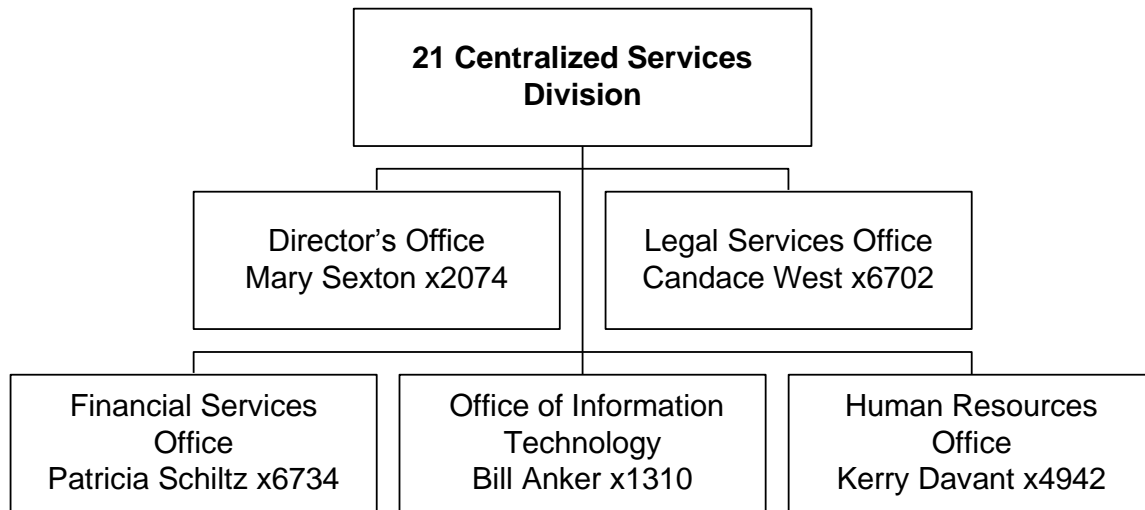 21 Centralized Services
Division
Director’s Office
Mary Sexton x2074
Legal Services Office
Candace West x6702
Financial Services
Office
Patricia Schiltz x6734
Office of Information
Technology
Bill Anker x1310
Human Resources
Office
Kerry Davant x4942